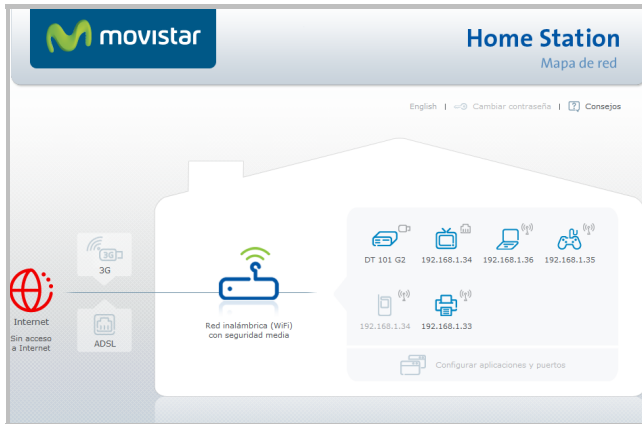 movistar
Home Station
Mapa de red
English | Cambiar contraseña | Consejos
3G
3G
DT 101 G2
192.168.1.34
192.168.1.36
192.168.1.35
Internet
Sin acceso
a Internet
ADSL
Red inalámbrica (WiFi)
con seguridad media
192.168.1.34
192.168.1.33
Configurar aplicaciones y puertos